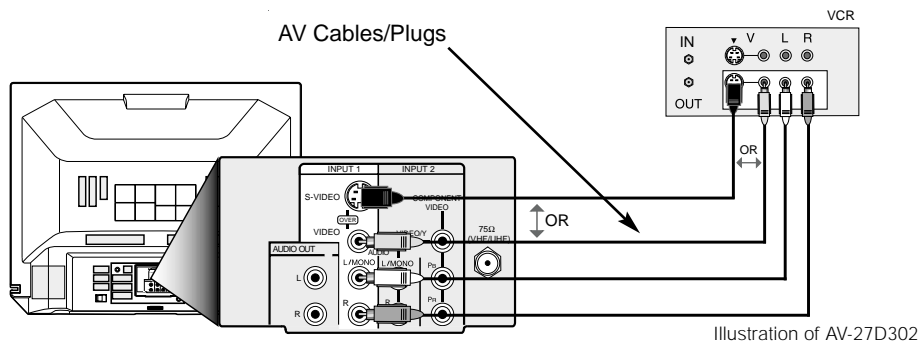 AV Cables/Plugs
VCR
IN
V L R
OUT
OR
INPUT 1 INPUT 2
S-VIDEO
COMPONENT
VIDEO
OVER
OR
VIDEO
VIDEO/Y
75Ω
(VHF/UHF)
AUDIO OUT
AUDIO
L/MONO L/MONO
L
PB
R
R
R
PR
Illustration of AV-27D302